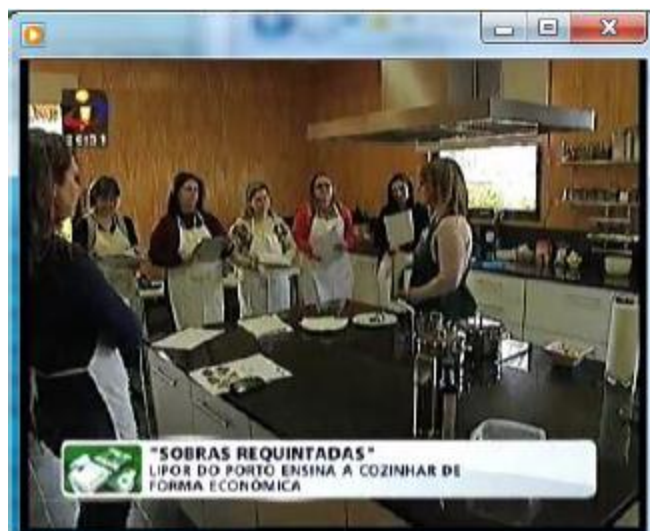 "SOBRAS REQUINTADAS"
LIPOR DO PORTO ENSINA A COZINHAR DE
FORMA ECONÓMICA